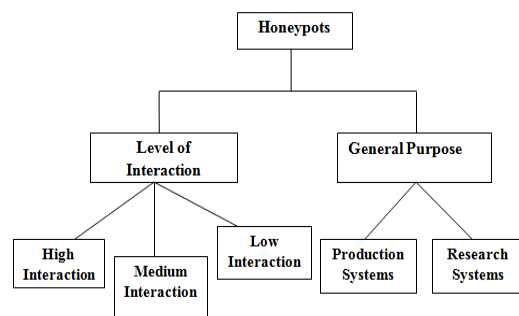 Honeypots
Level of
Interaction
General Purpose
High
Interaction
Medium
Interaction
Low
Interaction
Production
Systems
Research
Systems